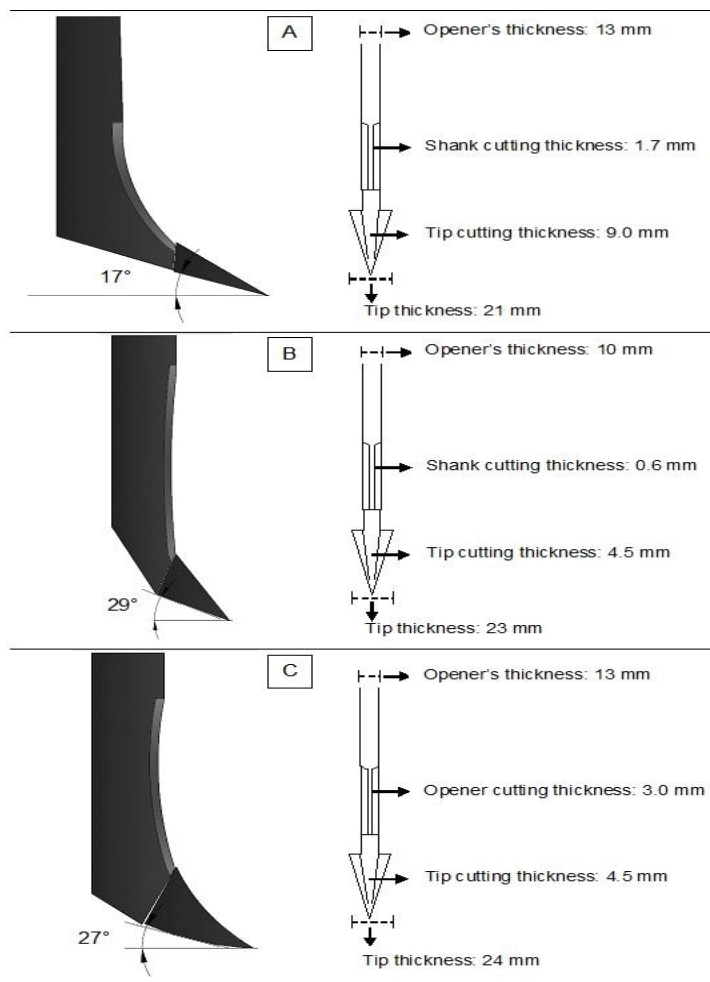 A
Opener's thickness: 13 mm
Shank cutting thickness: 1.7 mm
Tip cutting thickness: 9.0 mm
17°
Tip thickness: 21 mm
B
Opener's thickness: 10 mm
Shank cutting thickness: 0.6 mm
Tip cutting thickness: 4.5 mm
29°
Tip thickness: 23 mm
C
Opener's thickness: 13 mm
Opener cutting thickness: 3.0 mm
Tip cutting thickness: 4.5 mm
27°
Tip thickness: 24 mm